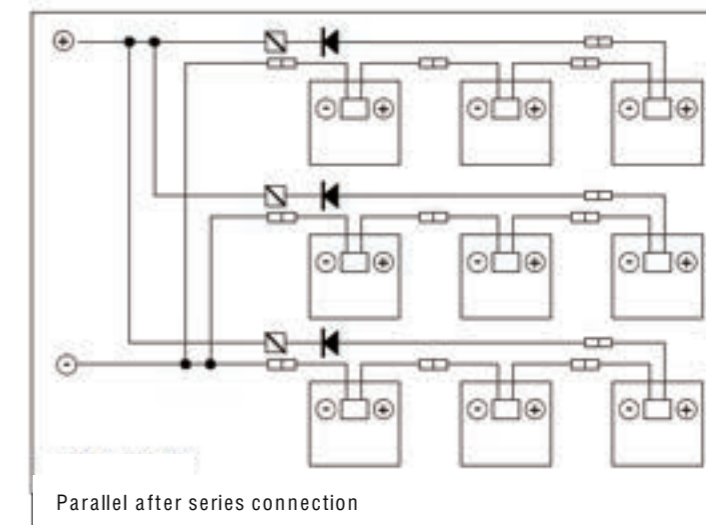 +
- + - + - +
- + - + - +
-
- + - + - +
Parallel after series connection